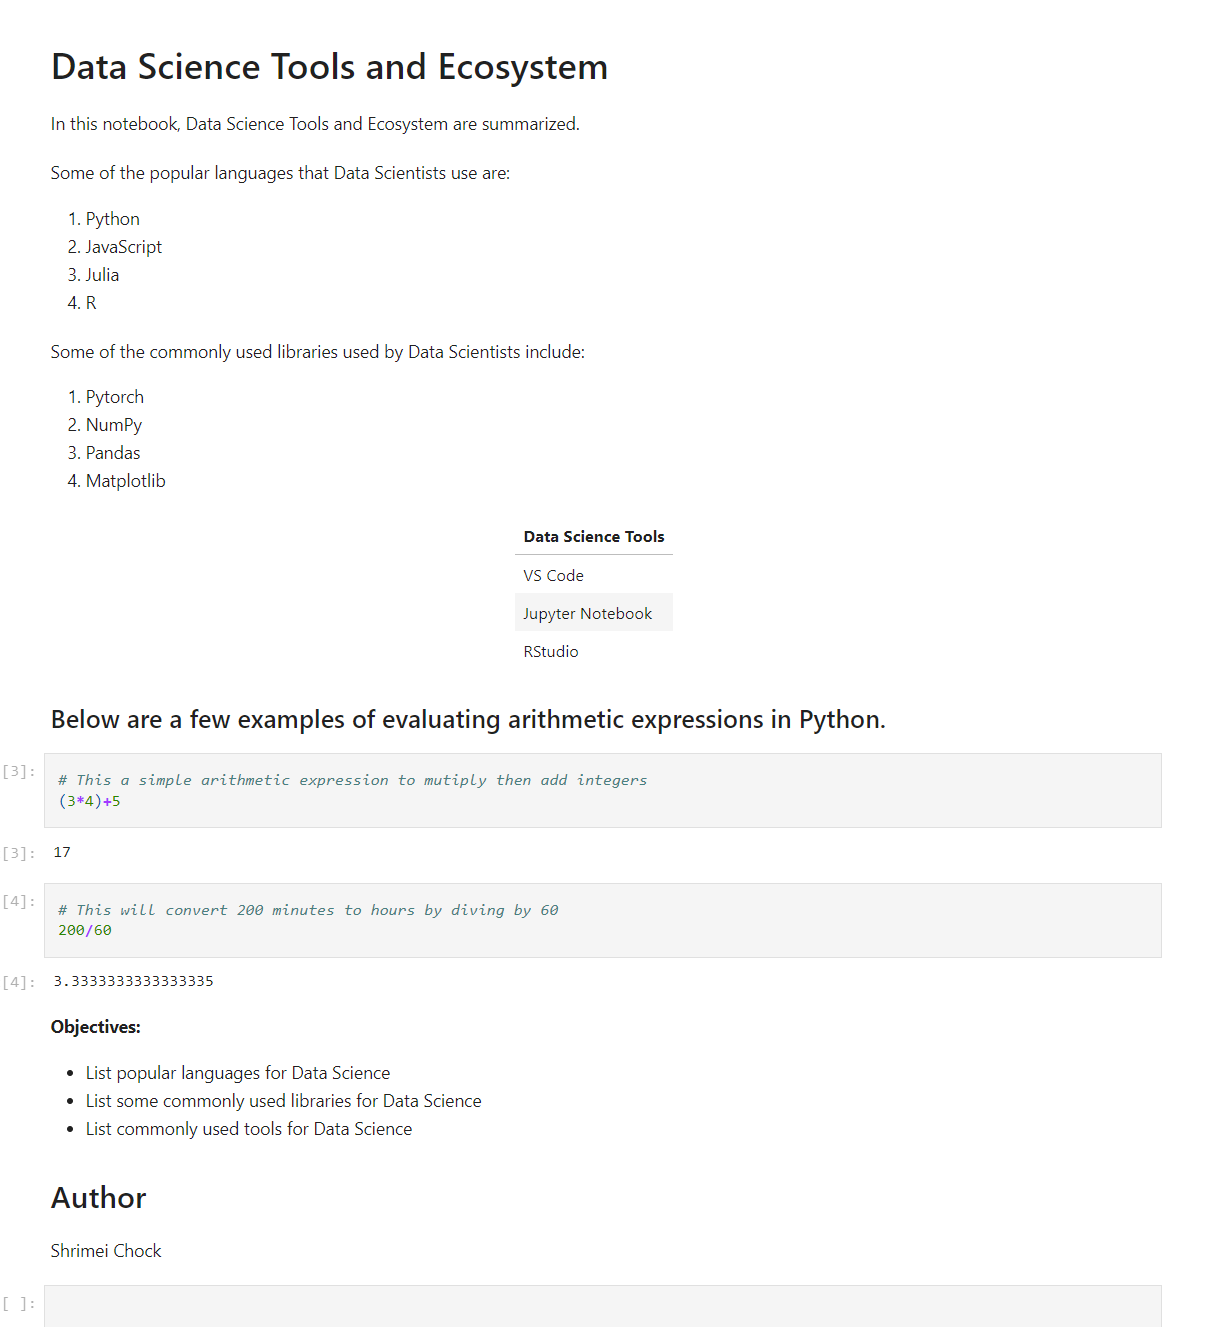 Data Science Tools and Ecosystem
In this notebook, Data Science Tools and Ecosystem are summarized.
Some of the popular languages that Data Scientists use are:
1. Python
2. JavaScript
3. Julia
4. R
Some of the commonly used libraries used by Data Scientists include:
1. Pytorch
2. NumPy
3. Pandas
4. Matplotlib
Data Science Tools
VS Code
Jupyter Notebook
RStudio
Below are a few examples of evaluating arithmetic expressions in Python.
[3]: # This a simple arithmetic expression to mutiply then add integers
(3*4)+5
[3]: 17
[4]: # This will convert 200 minutes to hours by diving by 60
200/60
[4]: 3.3333333333333335
Objectives:
• List popular languages for Data Science
• List some commonly used libraries for Data Science
• List commonly used tools for Data Science
Author
Shrimei Chock
[ ]: